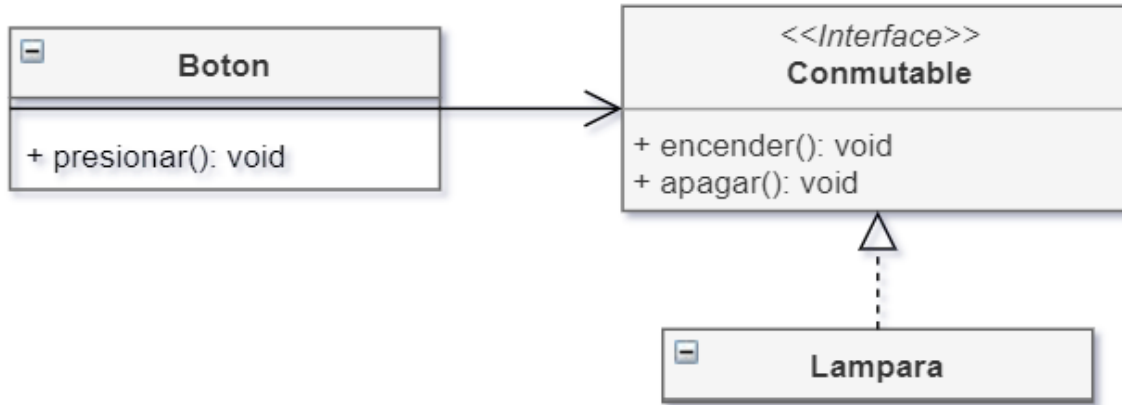 Boton
+ presionar(): void
<<Interface>>
Conmutable
+ encender(): void
+ apagar(): void
Lampara